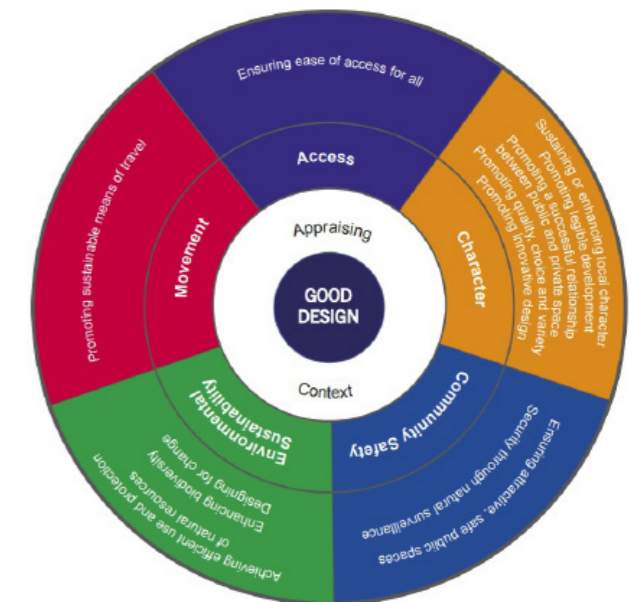 Ensuring ease of access for all
Access
Sustaining or enhancing local character
Promoting legible development
Promoting a successful relationship
between public and private space
Promoting quality, choice and variety
Promoting innovative design
Character
Community Safety
Ensuring attractive, safe public spaces
Security through natural surveillance
Environmental
Sustainability
Achieving efficient use and protection
of natural resources
Enhancing biodiversity
Designing for change
Movement
Promoting sustainable means of travel
Appraising
GOOD
DESIGN
Context